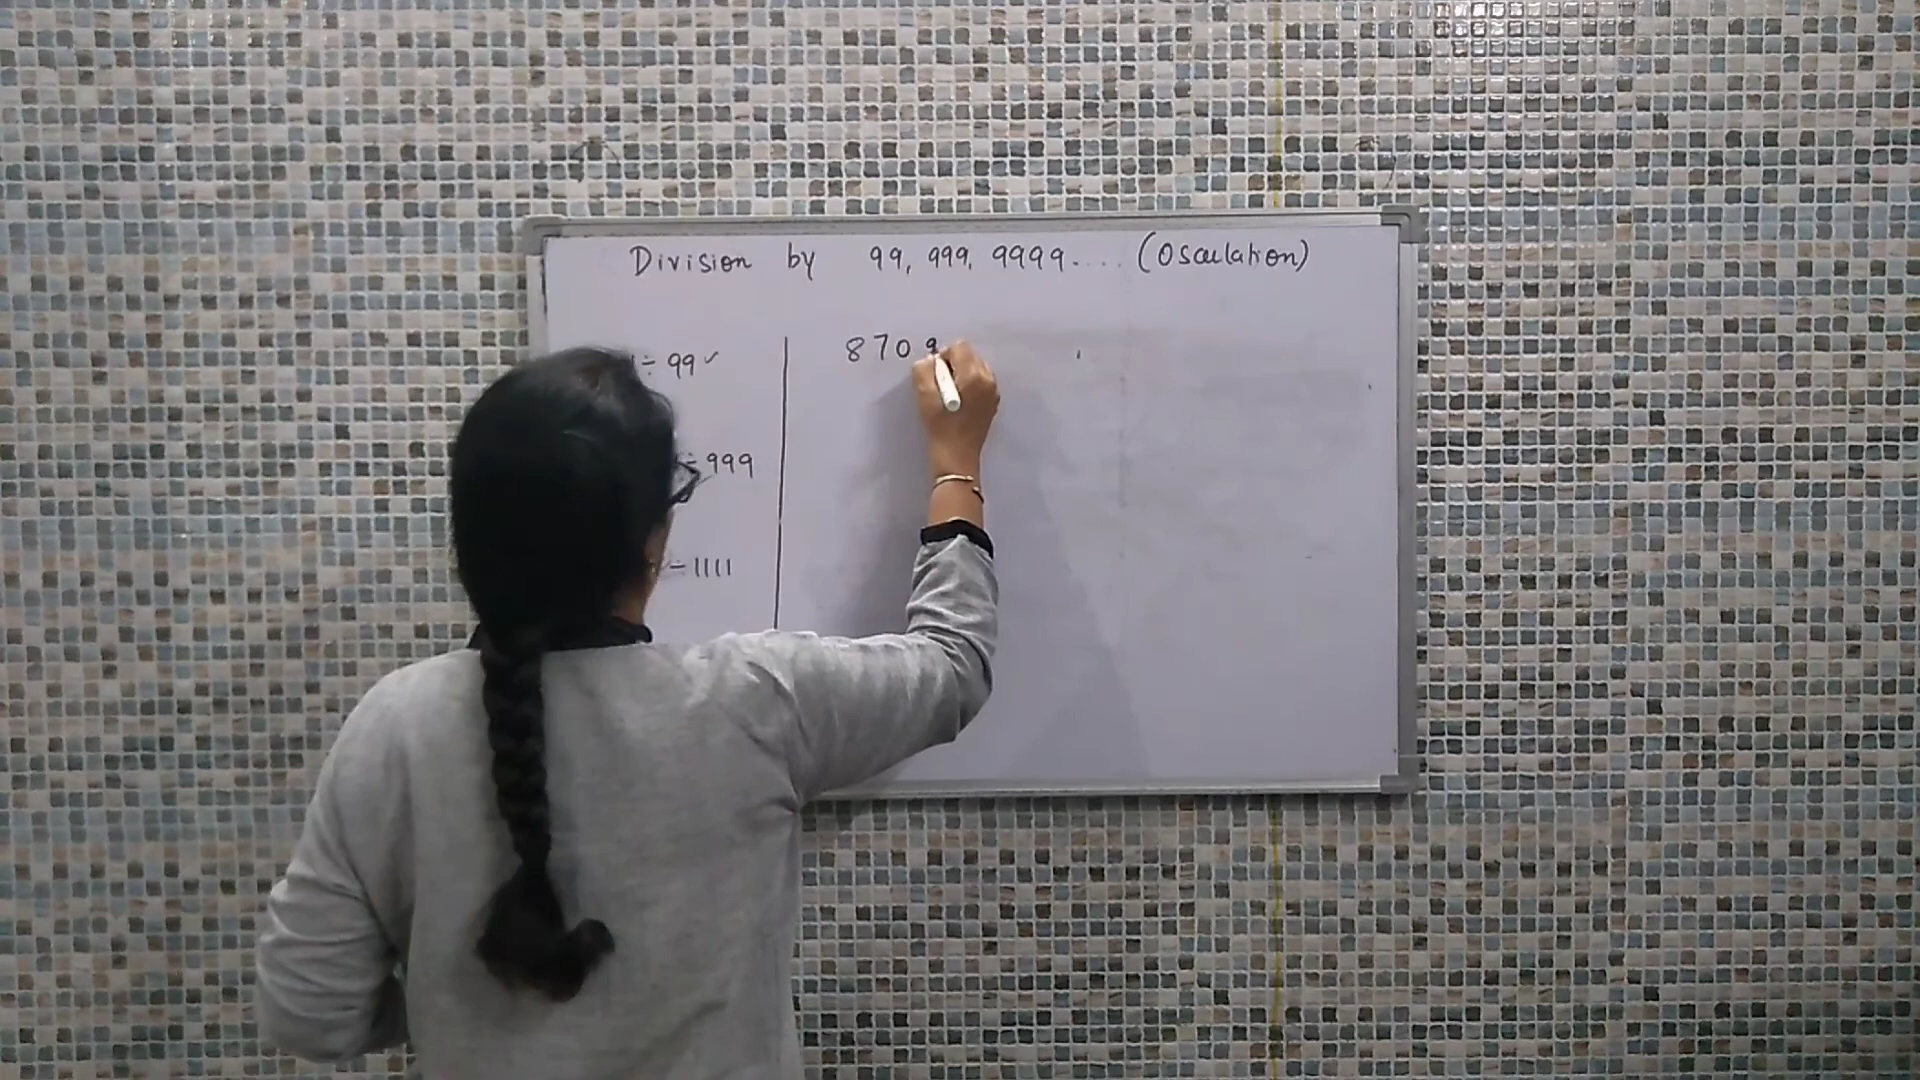 Division by 99, 999, 9999.... (Osculation)
÷ 99 ✓
÷ 999
÷ 1111
8709